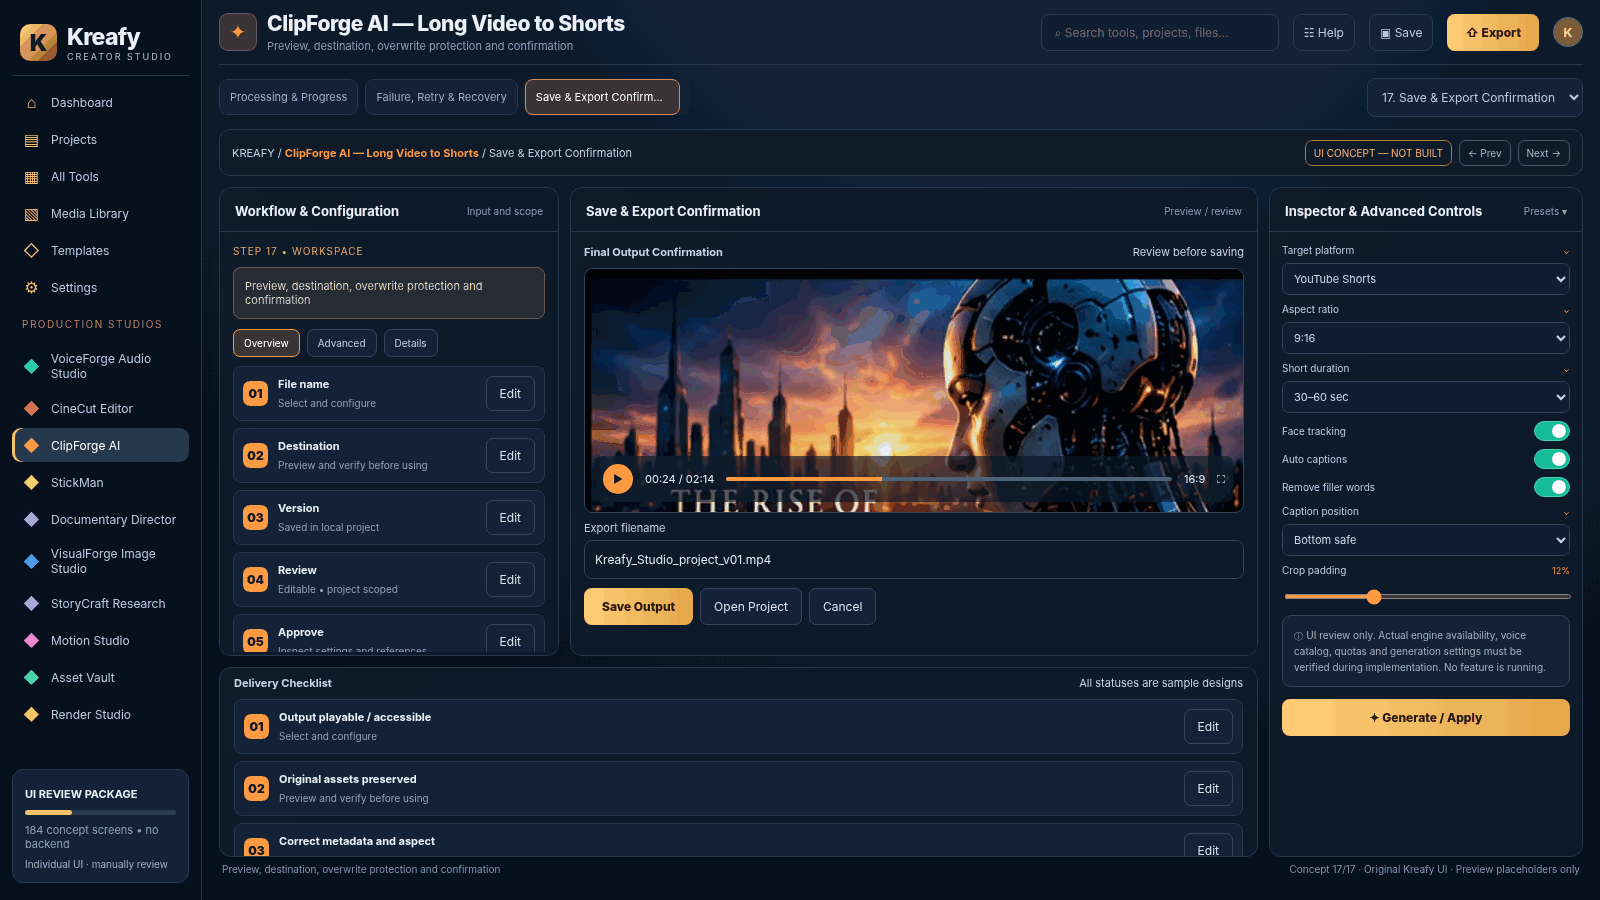 K
Kreafy
CREATOR STUDIO
Dashboard
Projects
All Tools
Media Library
Templates
Settings
PRODUCTION STUDIOS
VoiceForge Audio
Studio
CineCut Editor
ClipForge AI
StickMan
Documentary Director
VisualForge Image
Studio
StoryCraft Research
Motion Studio
Asset Vault
Render Studio
UI REVIEW PACKAGE
184 concept screens • no
backend
Individual UI · manually review
ClipForge AI — Long Video to Shorts
Preview, destination, overwrite protection and confirmation
Search tools, projects, files...
Help
Save
Export
K
Processing & Progress
Failure, Retry & Recovery
Save & Export Confirm...
17. Save & Export Confirmation
KREAFY / ClipForge AI — Long Video to Shorts / Save & Export Confirmation
UI CONCEPT — NOT BUILT
← Prev
Next →
Workflow & Configuration
Input and scope
STEP 17 • WORKSPACE
Preview, destination, overwrite protection and
confirmation
Overview
Advanced
Details
01
File name
Select and configure
Edit
02
Destination
Preview and verify before using
Edit
03
Version
Saved in local project
Edit
04
Review
Editable • project scoped
Edit
05
Approve
Inspect settings and references
Edit
Save & Export Confirmation
Preview / review
Final Output Confirmation
Review before saving
00:24 / 02:14
16:9
THE RISE OF
Export filename
Kreafy_Studio_project_v01.mp4
Save Output
Open Project
Cancel
Delivery Checklist
All statuses are sample designs
01
Output playable / accessible
Select and configure
Edit
02
Original assets preserved
Preview and verify before using
Edit
03
Correct metadata and aspect
Edit
Inspector & Advanced Controls
Presets ▾
Target platform
YouTube Shorts
Aspect ratio
9:16
Short duration
30–60 sec
Face tracking
Auto captions
Remove filler words
Caption position
Bottom safe
Crop padding
12%
ⓘ UI review only. Actual engine availability, voice
catalog, quotas and generation settings must be
verified during implementation. No feature is running.
✦ Generate / Apply
Preview, destination, overwrite protection and confirmation
Concept 17/17 · Original Kreafy UI · Preview placeholders only